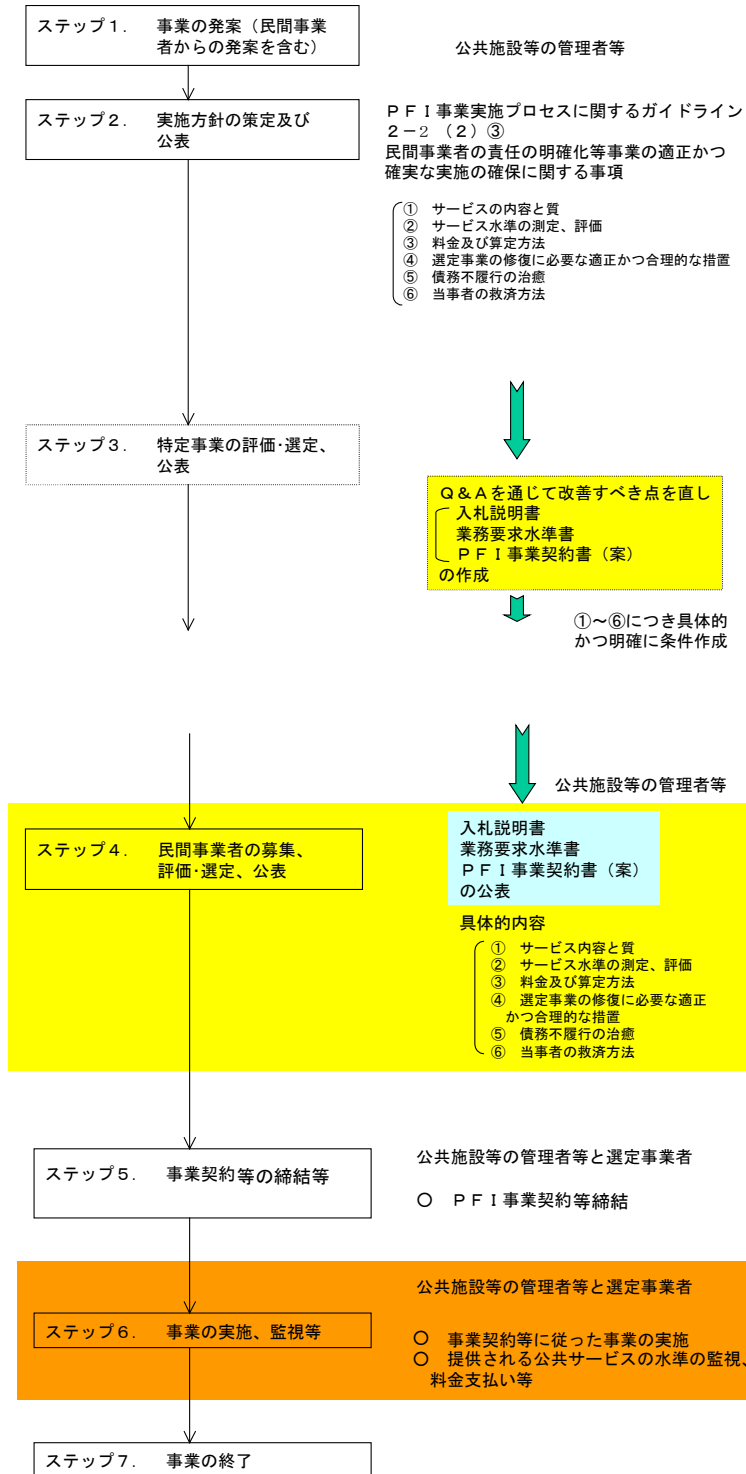 ステップ１．　事業の発案（民間事業
者からの発案を含む）
公共施設等の管理者等
ステップ２．　実施方針の策定及び
公表
ＰＦＩ事業実施プロセスに関するガイドライン
２－２（２）③
民間事業者の責任の明確化等事業の適正かつ
確実な実施の確保に関する事項
①　サービスの内容と質
②　サービス水準の測定、評価
③　料金及び算定方法
④　選定事業の修復に必要な適正かつ合理的な措置
⑤　債務不履行の治癒
⑥　当事者の救済方法
ステップ３．　特定事業の評価･選定、
公表
Ｑ＆Ａを通じて改善すべき点を直し
入札説明書
業務要求水準書
ＰＦＩ事業契約書（案）
の作成
①～⑥につき具体的
かつ明確に条件作成
公共施設等の管理者等
ステップ４．　民間事業者の募集、
評価･選定、公表
入札説明書
業務要求水準書
ＰＦＩ事業契約書（案）
の公表
具体的内容
①　サービス内容と質
②　サービス水準の測定、評価
③　料金及び算定方法
④　選定事業の修復に必要な適正
かつ合理的な措置
⑤　債務不履行の治癒
⑥　当事者の救済方法
ステップ５．　事業契約等の締結等
公共施設等の管理者等と選定事業者
○　ＰＦＩ事業契約等締結
公共施設等の管理者等と選定事業者
ステップ６．　事業の実施、監視等
○　事業契約等に従った事業の実施
○　提供される公共サービスの水準の監視、
料金支払い等
ステップ７．　事業の終了